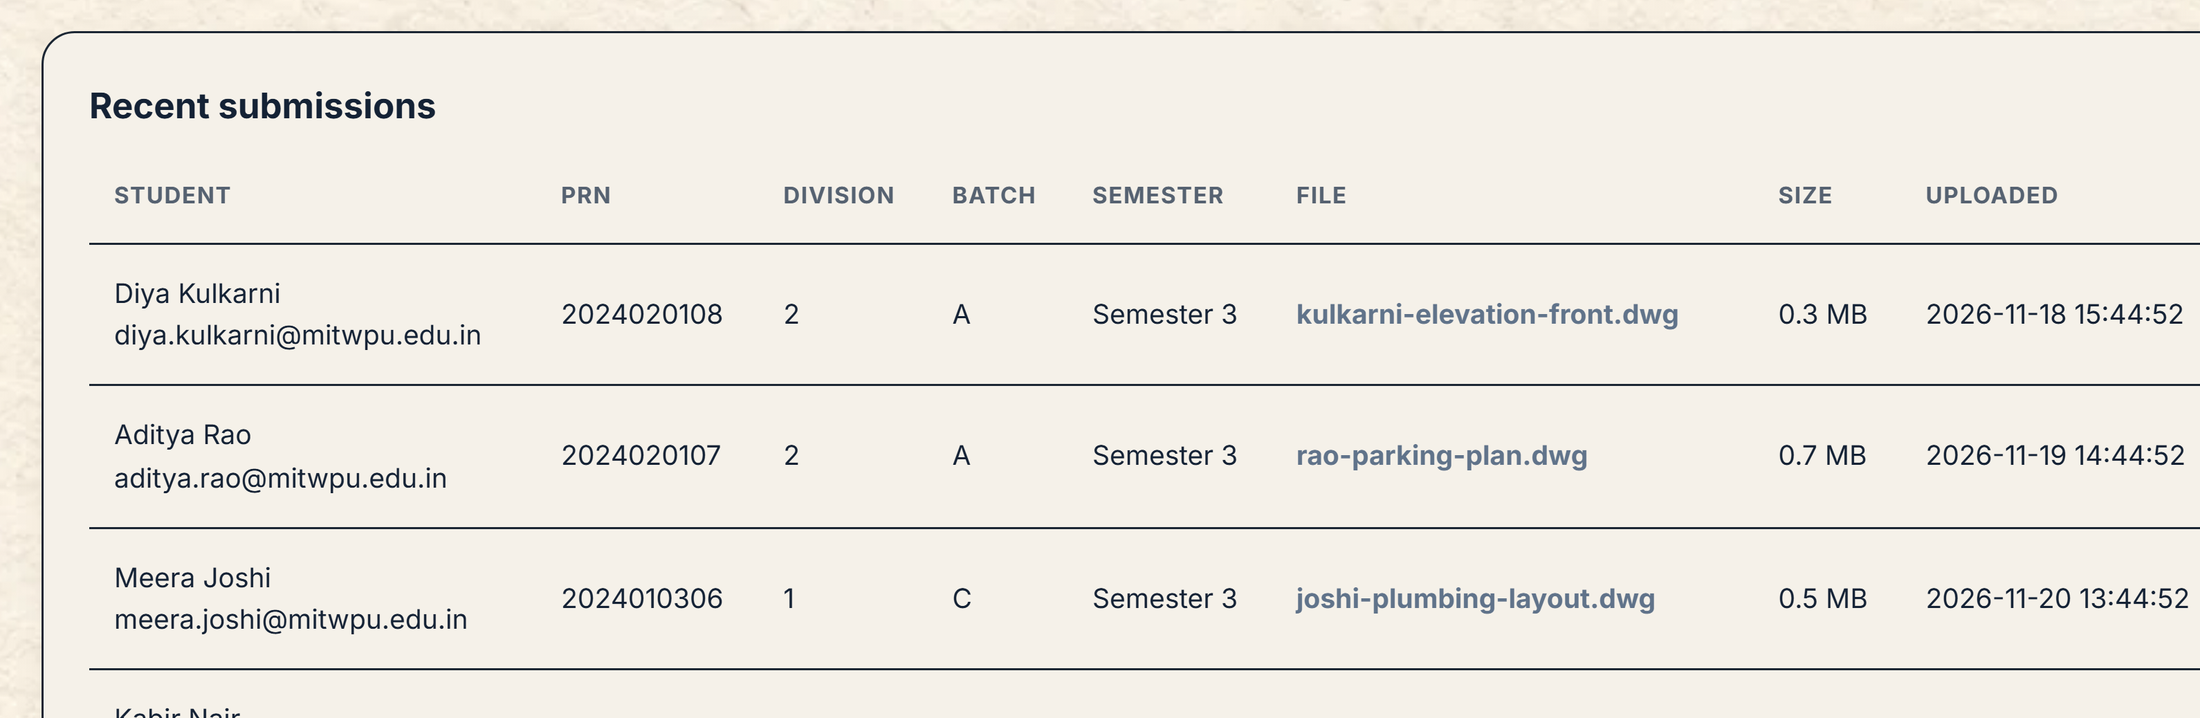 Recent submissions
STUDENT PRN DIVISION BATCH SEMESTER FILE SIZE UPLOADED
Diya Kulkarni
diya.kulkarni@mitwpu.edu.in
2024020108 2 A Semester 3 kulkarni-elevation-front.dwg 0.3 MB 2026-11-18 15:44:52
Aditya Rao
aditya.rao@mitwpu.edu.in
2024020107 2 A Semester 3 rao-parking-plan.dwg 0.7 MB 2026-11-19 14:44:52
Meera Joshi
meera.joshi@mitwpu.edu.in
2024010306 1 C Semester 3 joshi-plumbing-layout.dwg 0.5 MB 2026-11-20 13:44:52
Kabir Nair